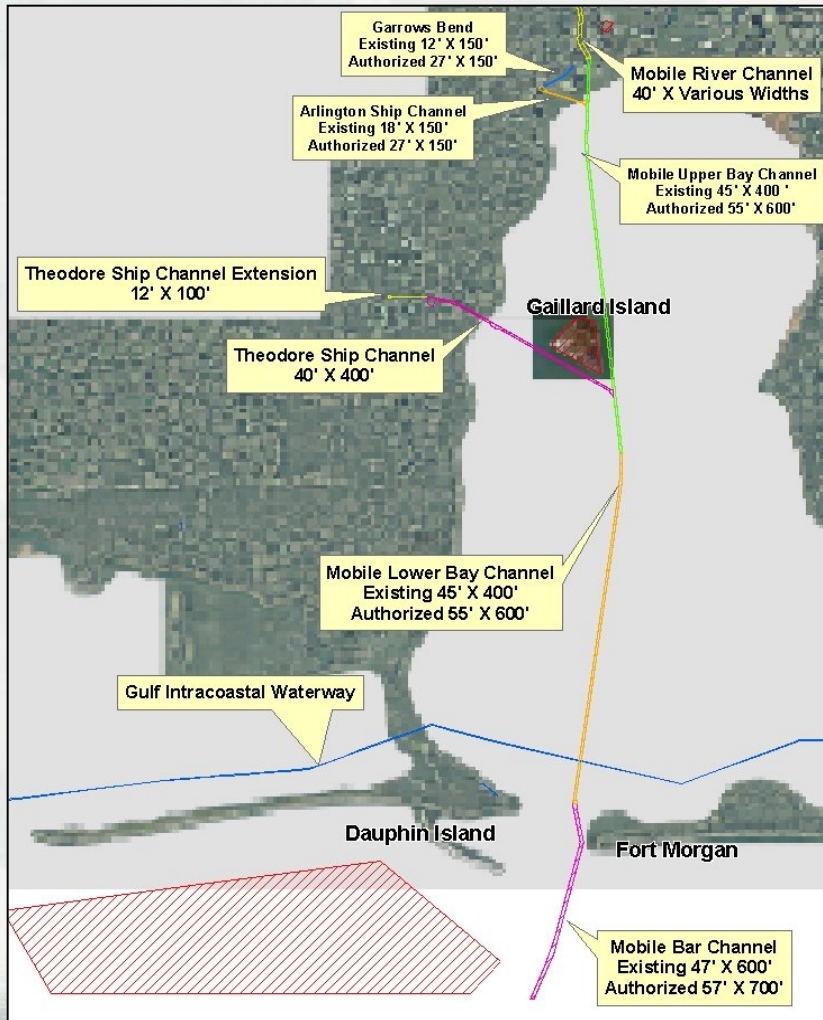 Garrows Bend
Existing 12' X 150'
Authorized 27' X 150'
Mobile River Channel
40' X Various Widths
Arlington Ship Channel
Existing 18' X 150'
Authorized 27' X 150'
Mobile Upper Bay Channel
Existing 45' X 400 '
Authorized 55' X 600'
Theodore Ship Channel Extension
12' X 100'
Gaillard Island
Theodore Ship Channel
40' X 400'
Mobile Lower Bay Channel
Existing 45' X 400'
Authorized 55' X 600'
Gulf Intracoastal Waterway
Dauphin Island
Fort Morgan
Mobile Bar Channel
Existing 47' X 600'
Authorized 57' X 700'